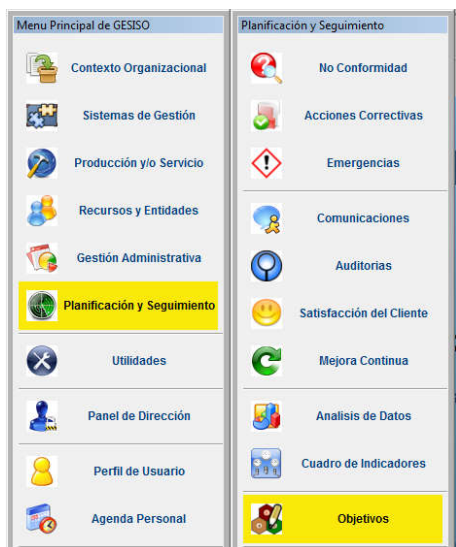 Menu Principal de GESISO
Contexto Organizacional
Sistemas de Gestión
Producción y/o Servicio
Recursos y Entidades
Gestión Administrativa
Planificación y Seguimiento
Utilidades
Panel de Dirección
Perfil de Usuario
Agenda Personal
Planificación y Seguimiento
No Conformidad
Acciones Correctivas
Emergencias
Comunicaciones
Auditorias
Satisfacción del Cliente
Mejora Continua
Analisis de Datos
Cuadro de Indicadores
Objetivos